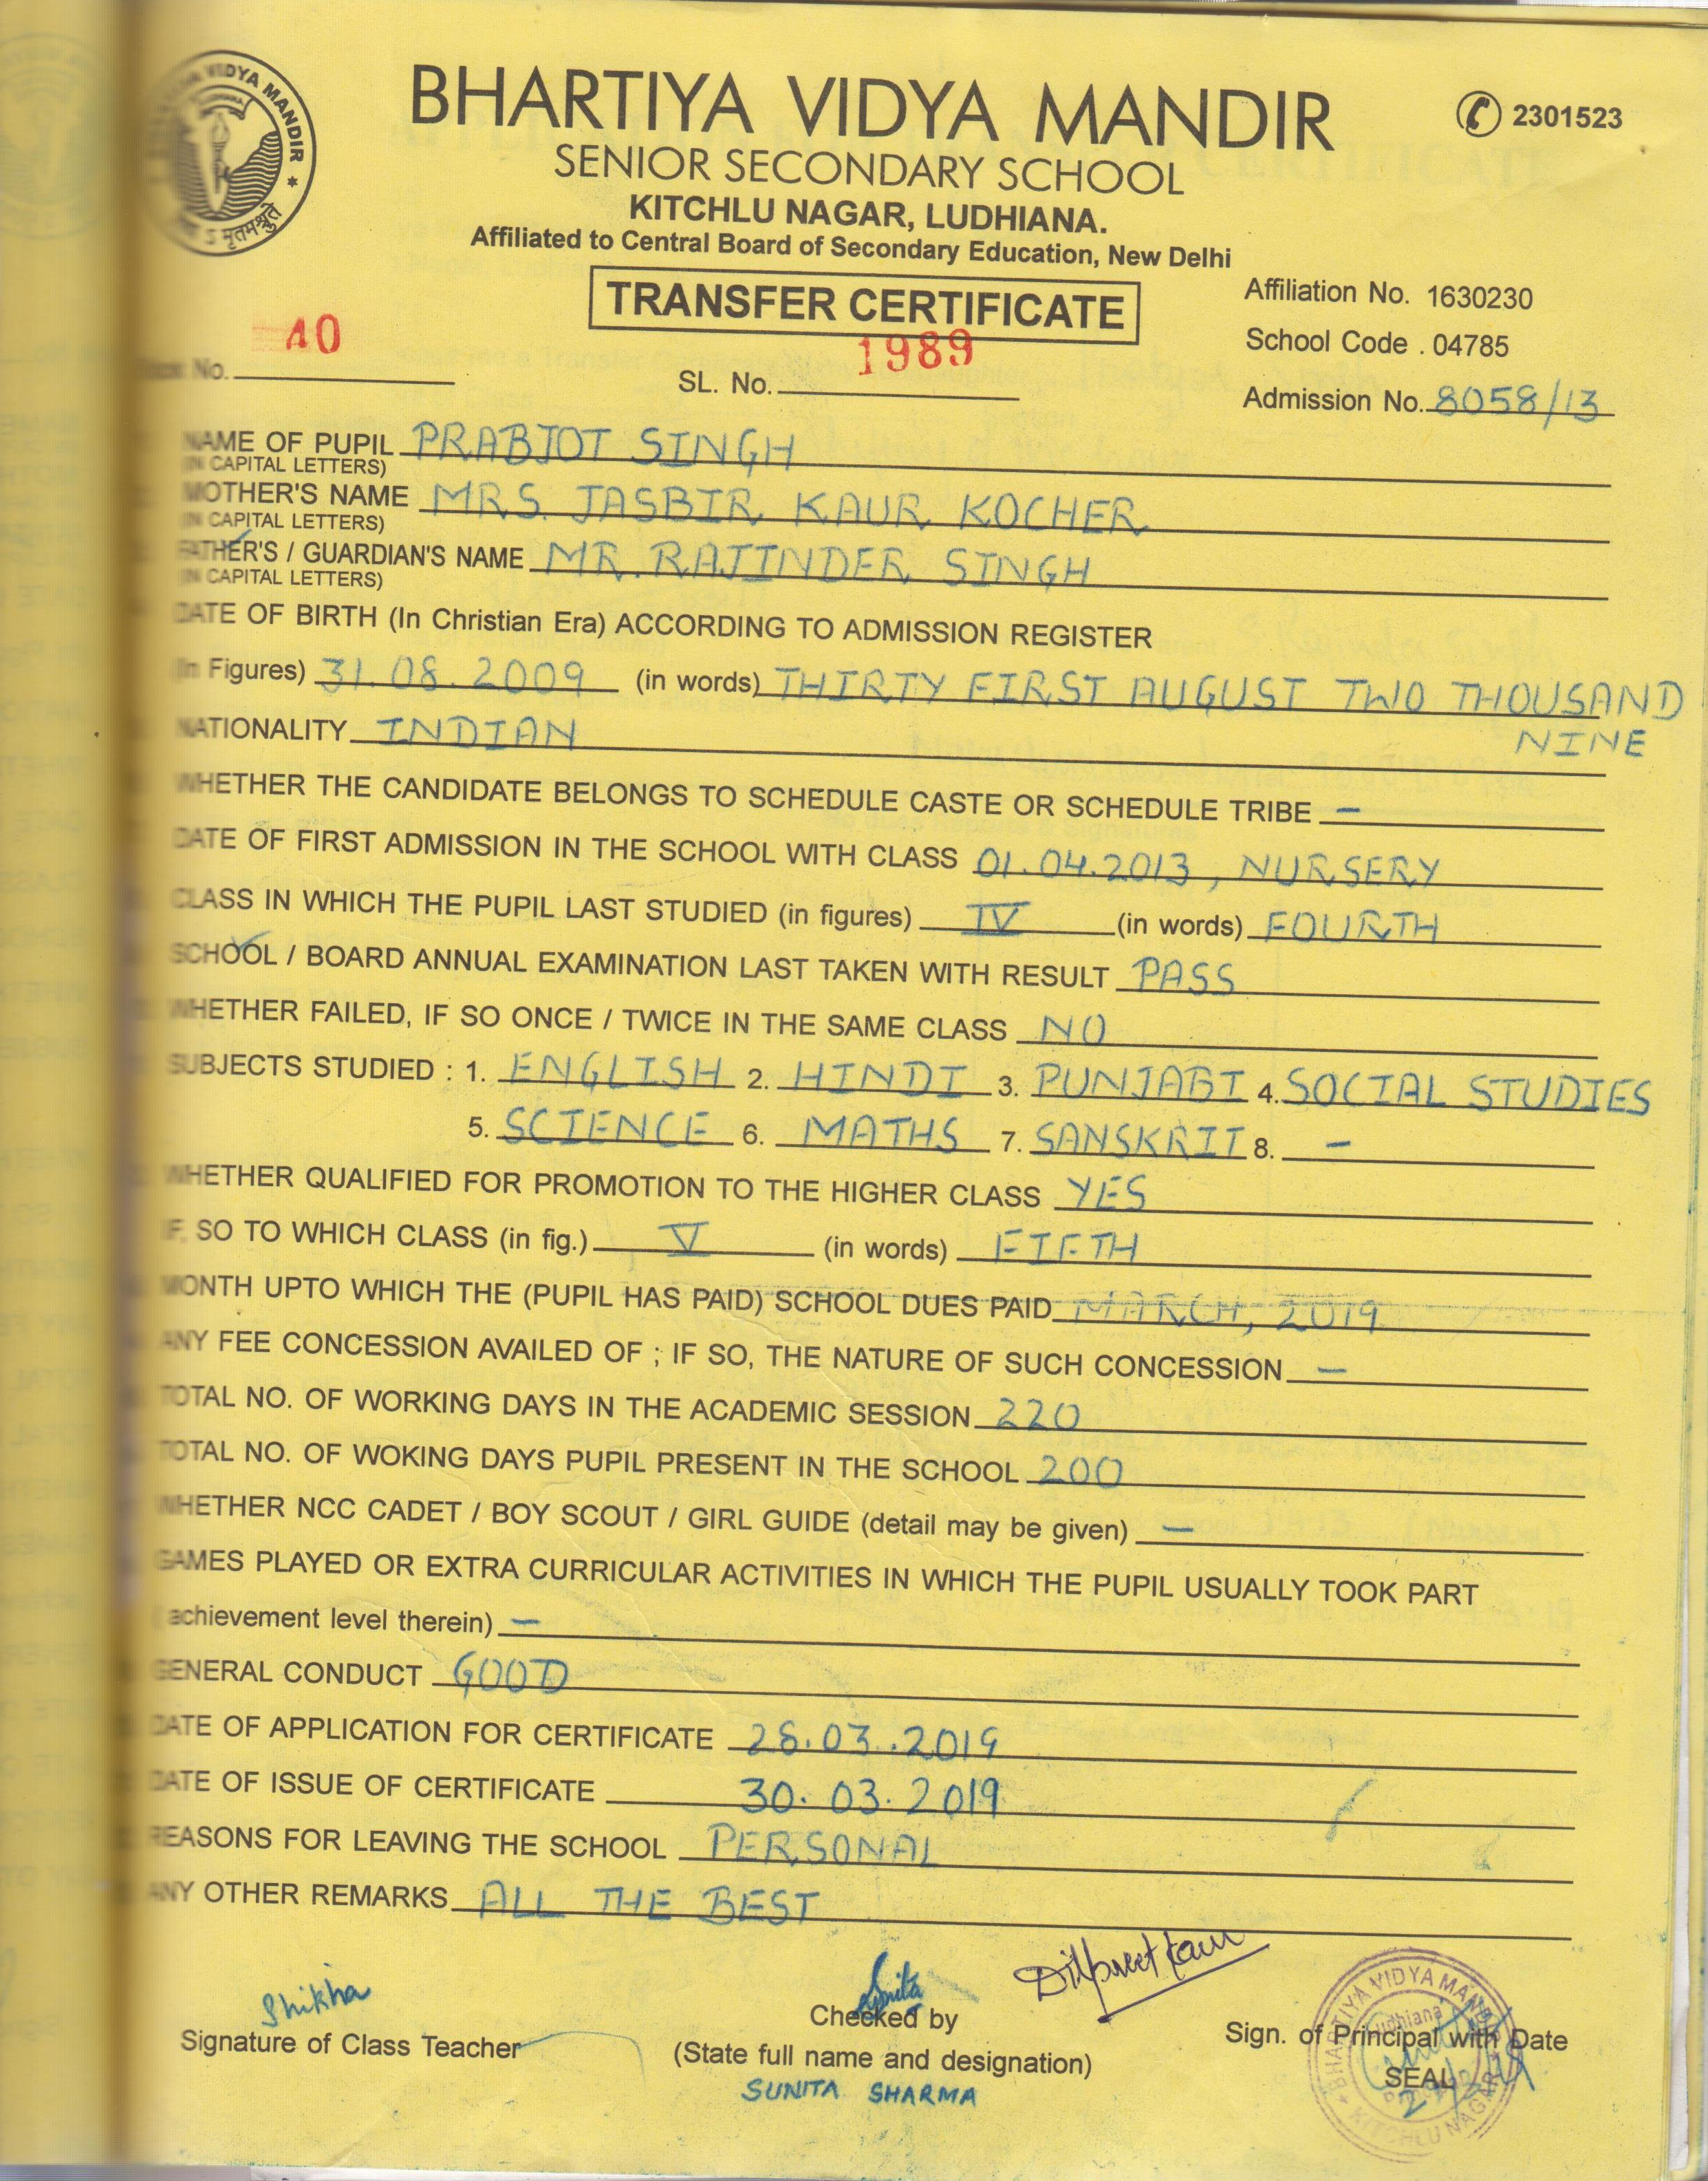 BHARTIYA VIDYA MANDIR
2301523
SENIOR SECONDARY SCHOOL
KITCHLU NAGAR, LUDHIANA.
Affiliated to Central Board of Secondary Education, New Delhi
TRANSFER CERTIFICATE
Affiliation No. 1630230
School Code . 04785
No. 40 SL. No. 1989 Admission No. 8058/13
NAME OF PUPIL PRABJOT SINGH
(IN CAPITAL LETTERS)
MOTHER'S NAME MRS. JASBIR KAUR KOCHER
(IN CAPITAL LETTERS)
FATHER'S / GUARDIAN'S NAME MR. RAJINDER SINGH
(IN CAPITAL LETTERS)
DATE OF BIRTH (In Christian Era) ACCORDING TO ADMISSION REGISTER
(In Figures) 31.08.2009 (in words) THIRTY FIRST AUGUST TWO THOUSAND
NINE
NATIONALITY INDIAN
WHETHER THE CANDIDATE BELONGS TO SCHEDULE CASTE OR SCHEDULE TRIBE –
DATE OF FIRST ADMISSION IN THE SCHOOL WITH CLASS 01.04.2013, NURSERY
CLASS IN WHICH THE PUPIL LAST STUDIED (in figures) IV (in words) FOURTH
SCHOOL / BOARD ANNUAL EXAMINATION LAST TAKEN WITH RESULT PASS
WHETHER FAILED, IF SO ONCE / TWICE IN THE SAME CLASS NO
SUBJECTS STUDIED : 1. ENGLISH 2. HINDI 3. PUNJABI 4. SOCIAL STUDIES
5. SCIENCE 6. MATHS 7. SANSKRIT 8. –
WHETHER QUALIFIED FOR PROMOTION TO THE HIGHER CLASS YES
IF, SO TO WHICH CLASS (in fig.) V (in words) FIFTH
MONTH UPTO WHICH THE (PUPIL HAS PAID) SCHOOL DUES PAID MARCH, 2019
ANY FEE CONCESSION AVAILED OF ; IF SO, THE NATURE OF SUCH CONCESSION –
TOTAL NO. OF WORKING DAYS IN THE ACADEMIC SESSION 220
TOTAL NO. OF WOKING DAYS PUPIL PRESENT IN THE SCHOOL 200
WHETHER NCC CADET / BOY SCOUT / GIRL GUIDE (detail may be given) –
GAMES PLAYED OR EXTRA CURRICULAR ACTIVITIES IN WHICH THE PUPIL USUALLY TOOK PART
(achievement level therein) –
GENERAL CONDUCT GOOD
DATE OF APPLICATION FOR CERTIFICATE 28.03.2019
DATE OF ISSUE OF CERTIFICATE 30.03.2019
REASONS FOR LEAVING THE SCHOOL PERSONAL
ANY OTHER REMARKS ALL THE BEST
Shikha
Signature of Class Teacher
Sunita
Checked by
(State full name and designation)
SUNITA SHARMA
Dilpreet Kaur
Sign. of Principal with Date
SEAL
BHARTIYA VIDYA MANDIR
KITCHLU NAGAR